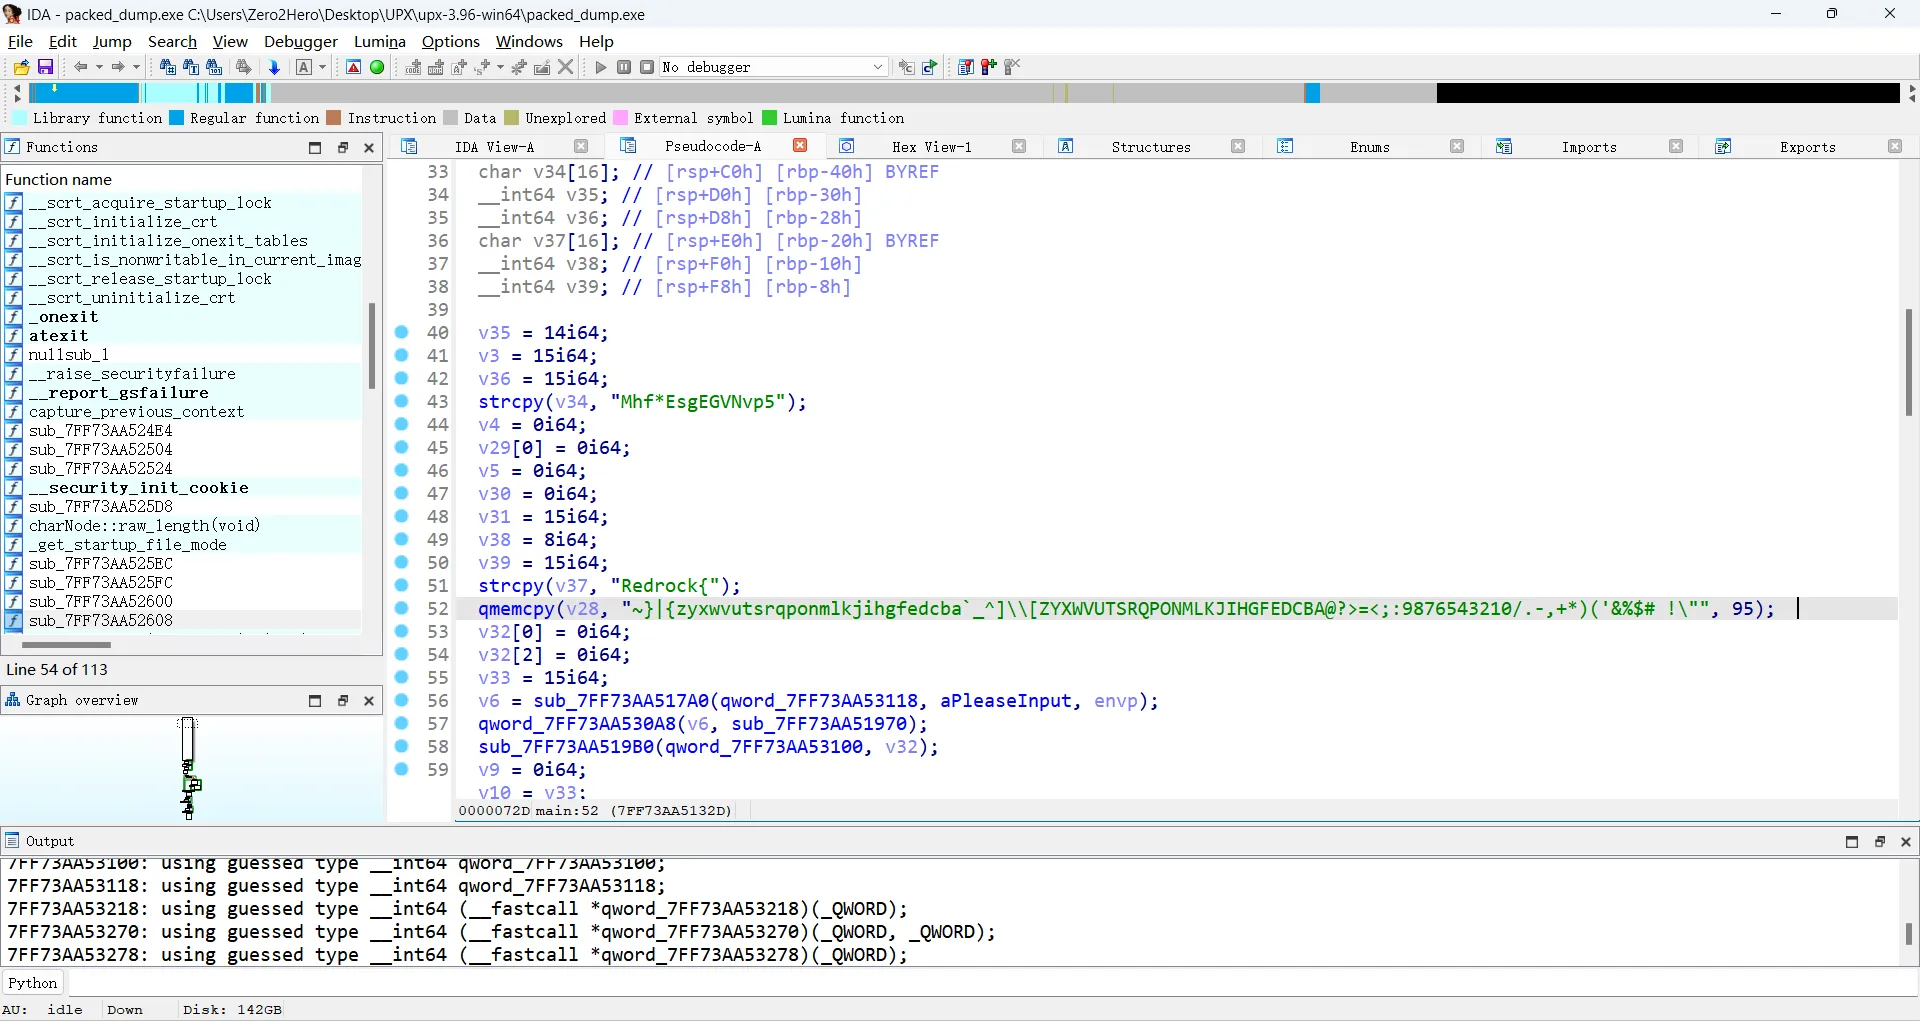 IDA - packed_dump.exe C:\Users\Zero2Hero\Desktop\UPX\upx-3.96-win64\packed_dump.exe
File Edit Jump Search View Debugger Lumina Options Windows Help
No debugger
Library function Regular function Instruction Data Unexplored External symbol Lumina function
Functions
IDA View-A Pseudocode-A Hex View-1 Structures Enums Imports Exports
Function name
__scrt_acquire_startup_lock
__scrt_initialize_crt
__scrt_initialize_onexit_tables
__scrt_is_nonwritable_in_current_imag
__scrt_release_startup_lock
__scrt_uninitialize_crt
_onexit
atexit
nullsub_1
__raise_securityfailure
__report_gsfailure
capture_previous_context
sub_7FF73AA524E4
sub_7FF73AA52504
sub_7FF73AA52524
__security_init_cookie
sub_7FF73AA525D8
charNode::raw_length(void)
_get_startup_file_mode
sub_7FF73AA525EC
sub_7FF73AA525FC
sub_7FF73AA52600
sub_7FF73AA52608
Line 54 of 113
Graph overview
33 char v34[16]; // [rsp+C0h] [rbp-40h] BYREF
34 __int64 v35; // [rsp+D0h] [rbp-30h]
35 __int64 v36; // [rsp+D8h] [rbp-28h]
36 char v37[16]; // [rsp+E0h] [rbp-20h] BYREF
37 __int64 v38; // [rsp+F0h] [rbp-10h]
38 __int64 v39; // [rsp+F8h] [rbp-8h]
39
40 v35 = 14i64;
41 v3 = 15i64;
42 v36 = 15i64;
43 strcpy(v34, "Mhf*EsgEGVNvp5");
44 v4 = 0i64;
45 v29[0] = 0i64;
46 v5 = 0i64;
47 v30 = 0i64;
48 v31 = 15i64;
49 v38 = 8i64;
50 v39 = 15i64;
51 strcpy(v37, "Redrock{");
52 qmemcpy(v28, "~}|{zyxwvutsrqponmlkjihgfedcba`_^]\\[ZYXWVUTSRQPONMLKJIHGFEDCBA@?>=<;:9876543210/.-,+*)('&%$# !\"", 95);
53 v32[0] = 0i64;
54 v32[2] = 0i64;
55 v33 = 15i64;
56 v6 = sub_7FF73AA517A0(qword_7FF73AA53118, aPleaseInput, envp);
57 qword_7FF73AA530A8(v6, sub_7FF73AA51970);
58 sub_7FF73AA519B0(qword_7FF73AA53100, v32);
59 v9 = 0i64;
v10 = v33;
0000072D main:52 (7FF73AA5132D)
Output
7FF73AA53100: using guessed type __int64 qword_7FF73AA53100;
7FF73AA53118: using guessed type __int64 qword_7FF73AA53118;
7FF73AA53218: using guessed type __int64 (__fastcall *qword_7FF73AA53218)(_QWORD);
7FF73AA53270: using guessed type __int64 (__fastcall *qword_7FF73AA53270)(_QWORD, _QWORD);
7FF73AA53278: using guessed type __int64 (__fastcall *qword_7FF73AA53278)(_QWORD);
Python
AU: idle Down Disk: 142GB